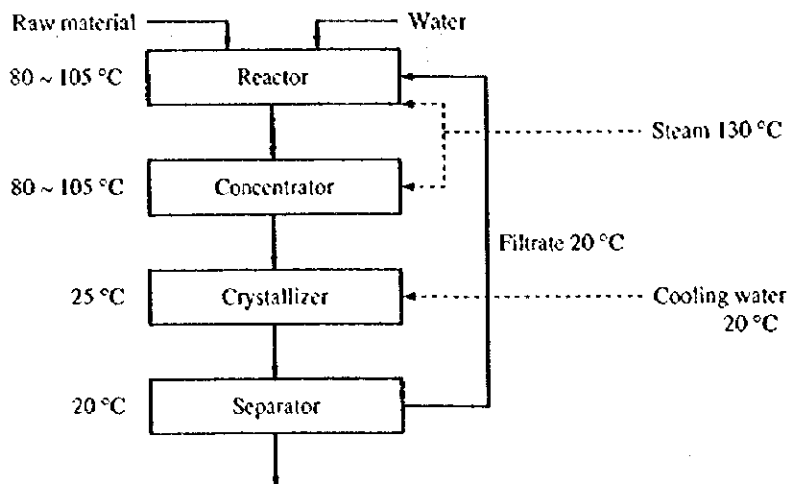 Raw material
Water
80 ~ 105 °C
Reactor
Steam 130 °C
80 ~ 105 °C
Concentrator
Filtrate 20 °C
25 °C
Crystallizer
Cooling water
20 °C
20 °C
Separator